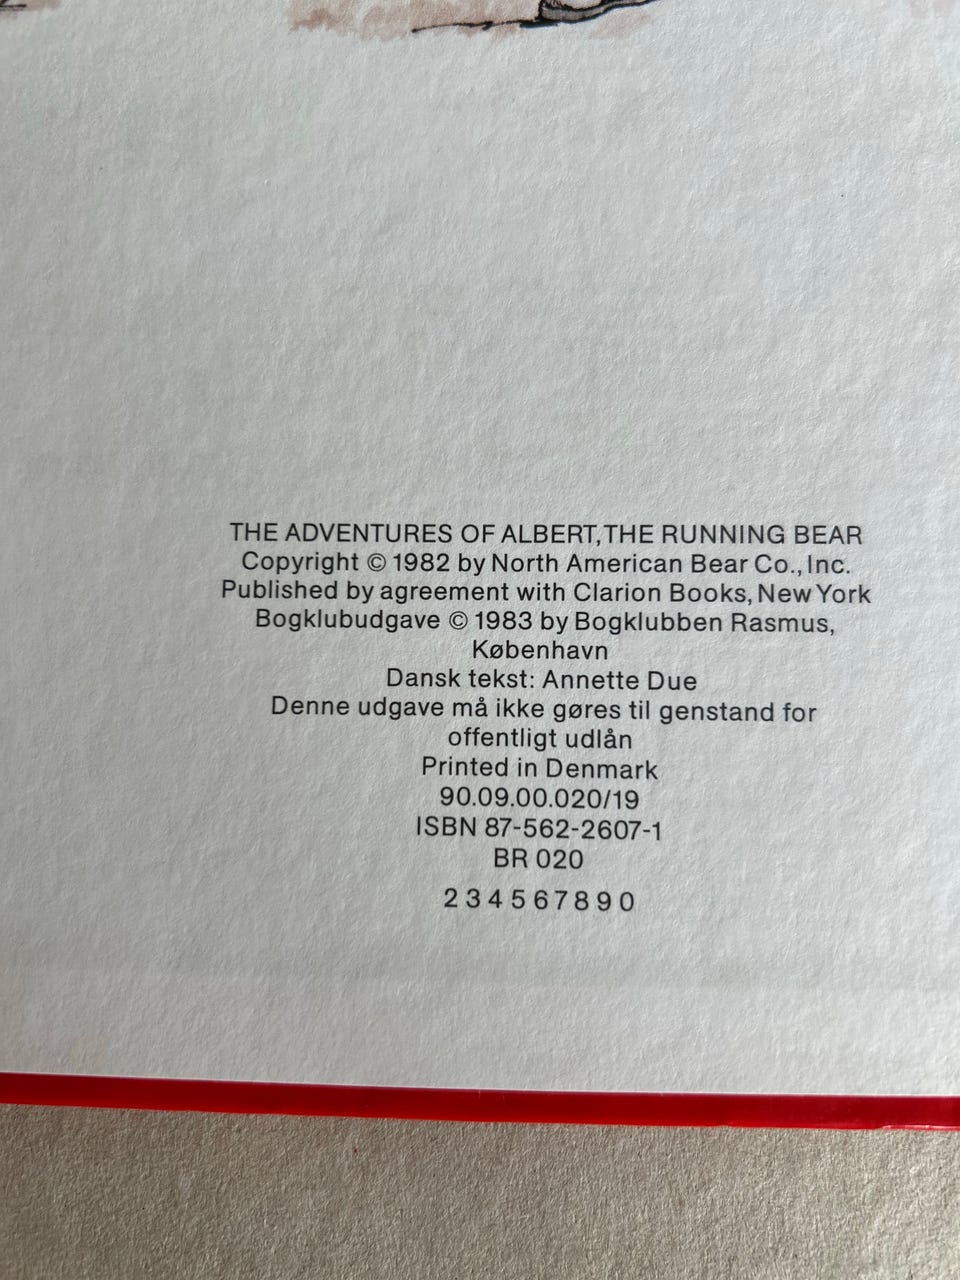 THE ADVENTURES OF ALBERT, THE RUNNING BEAR
Copyright © 1982 by North American Bear Co., Inc.
Published by agreement with Clarion Books, New York
Bogklubudgave © 1983 by Bogklubben Rasmus,
København
Dansk tekst: Annette Due
Denne udgave må ikke gøres til genstand for
offentligt udlån
Printed in Denmark
90.09.00.020/19
ISBN 87-562-2607-1
BR 020
2 3 4 5 6 7 8 9 0